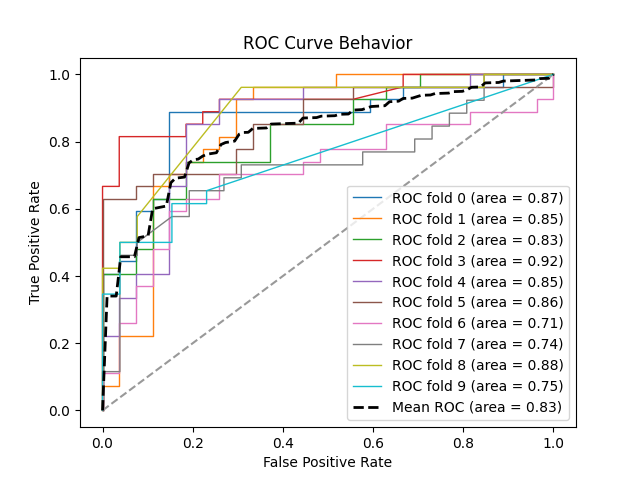 ROC Curve Behavior
True Positive Rate
1.0
0.8
0.6
0.4
0.2
0.0
ROC fold 0 (area = 0.87)
ROC fold 1 (area = 0.85)
ROC fold 2 (area = 0.83)
ROC fold 3 (area = 0.92)
ROC fold 4 (area = 0.85)
ROC fold 5 (area = 0.86)
ROC fold 6 (area = 0.71)
ROC fold 7 (area = 0.74)
ROC fold 8 (area = 0.88)
ROC fold 9 (area = 0.75)
Mean ROC (area = 0.83)
0.0 0.2 0.4 0.6 0.8 1.0
False Positive Rate